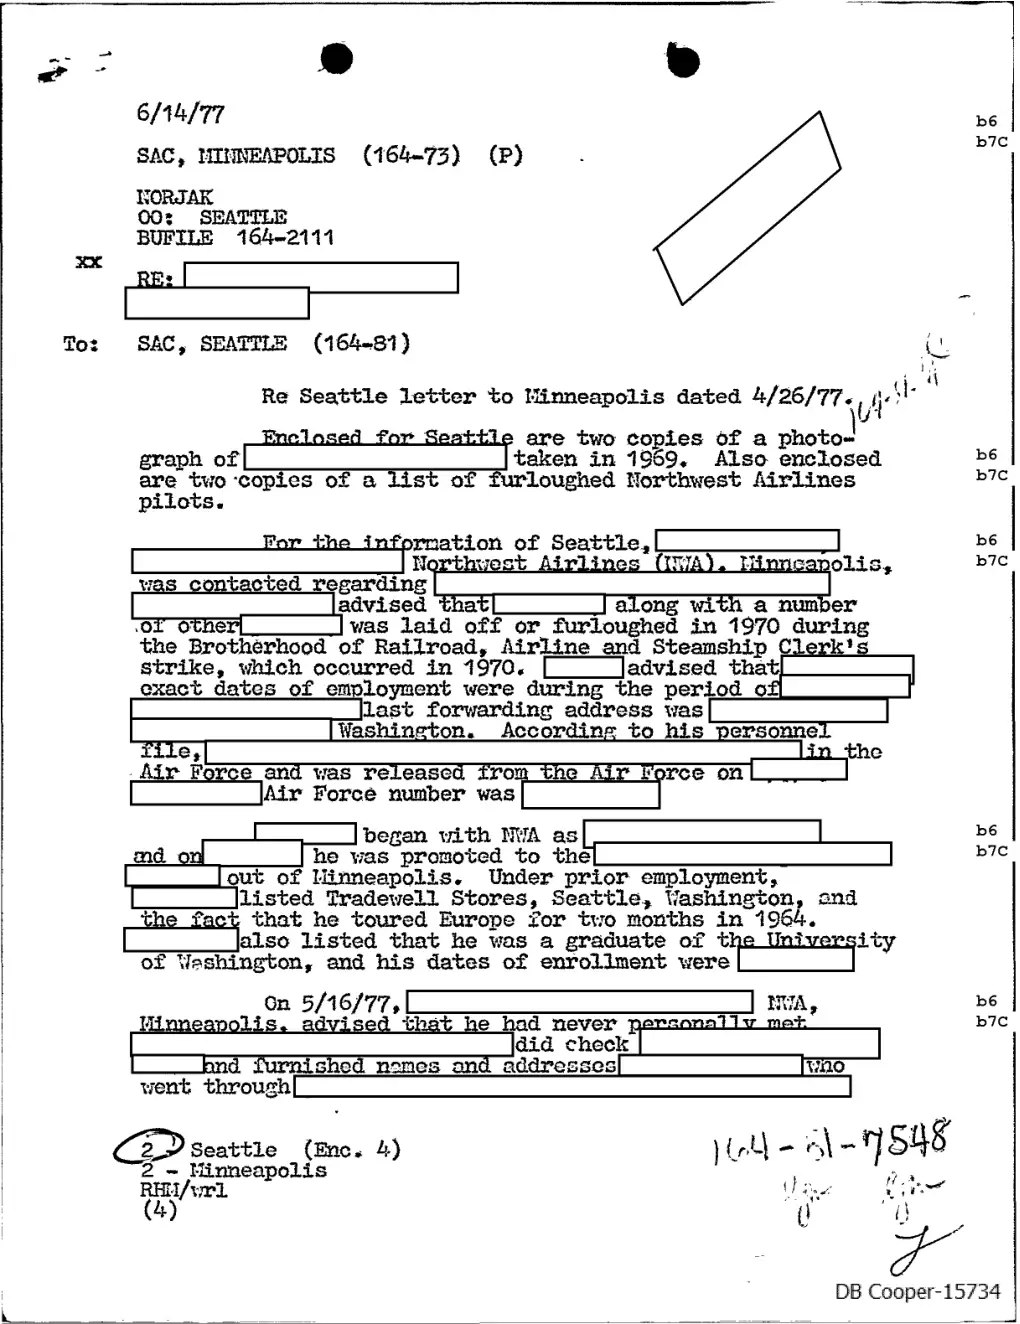 6/14/77
b6
b7C
SAC, MINNEAPOLIS (164-73) (P)
NORJAK
OO: SEATTLE
BUFILE 164-2111
XX
RE:
To: SAC, SEATTLE (164-81)
Re Seattle letter to Minneapolis dated 4/26/77.
Enclosed for Seattle are two copies of a photo-
graph of taken in 1969. Also enclosed
are two copies of a list of furloughed Northwest Airlines
pilots.
b6
b7C
For the information of Seattle,
Northwest Airlines (NWA), Minneapolis,
was contacted regarding
advised that along with a number
of other was laid off or furloughed in 1970 during
the Brotherhood of Railroad, Airline and Steamship Clerk's
strike, which occurred in 1970. advised that
exact dates of employment were during the period of
last forwarding address was
Washington. According to his personnel
file, in the
Air Force and was released from the Air Force on
Air Force number was
b6
b7C
began with NWA as
and on he was promoted to the
out of Minneapolis. Under prior employment,
listed Tradewell Stores, Seattle, Washington, and
the fact that he toured Europe for two months in 1964.
also listed that he was a graduate of the University
of Washington, and his dates of enrollment were
b6
b7C
On 5/16/77, NWA,
Minneapolis, advised that he had never personally met
did check
and furnished names and addresses who
went through
b6
b7C
2 Seattle (Enc. 4)
2 - Minneapolis
RHM/wrl
(4)
164-81-7548
DB Cooper-15734